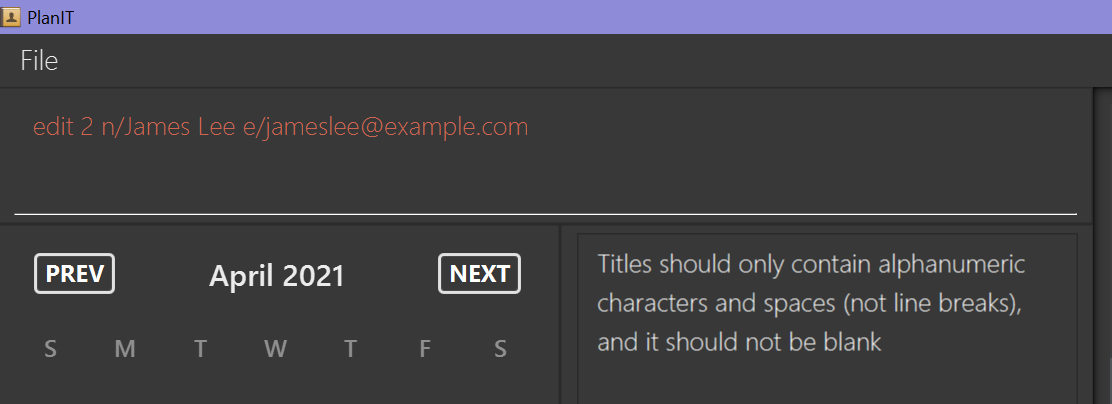 PlanIT
File
edit 2 n/James Lee e/jameslee@example.com
PREV
April 2021
NEXT
S M T W T F S
Titles should only contain alphanumeric
characters and spaces (not line breaks),
and it should not be blank